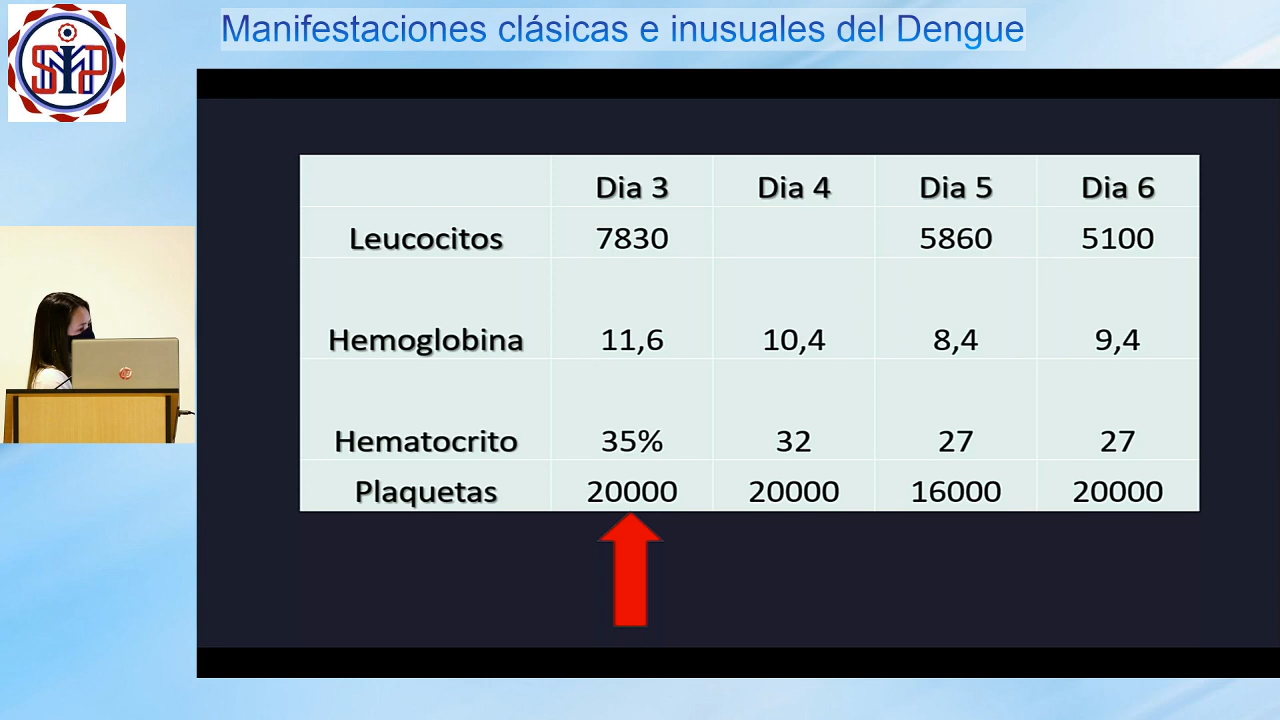 Manifestaciones clásicas e inusuales del Dengue
SMIP
Dia 3 Dia 4 Dia 5 Dia 6
Leucocitos 7830 5860 5100
Hemoglobina 11,6 10,4 8,4 9,4
Hematocrito 35% 32 27 27
Plaquetas 20000 20000 16000 20000